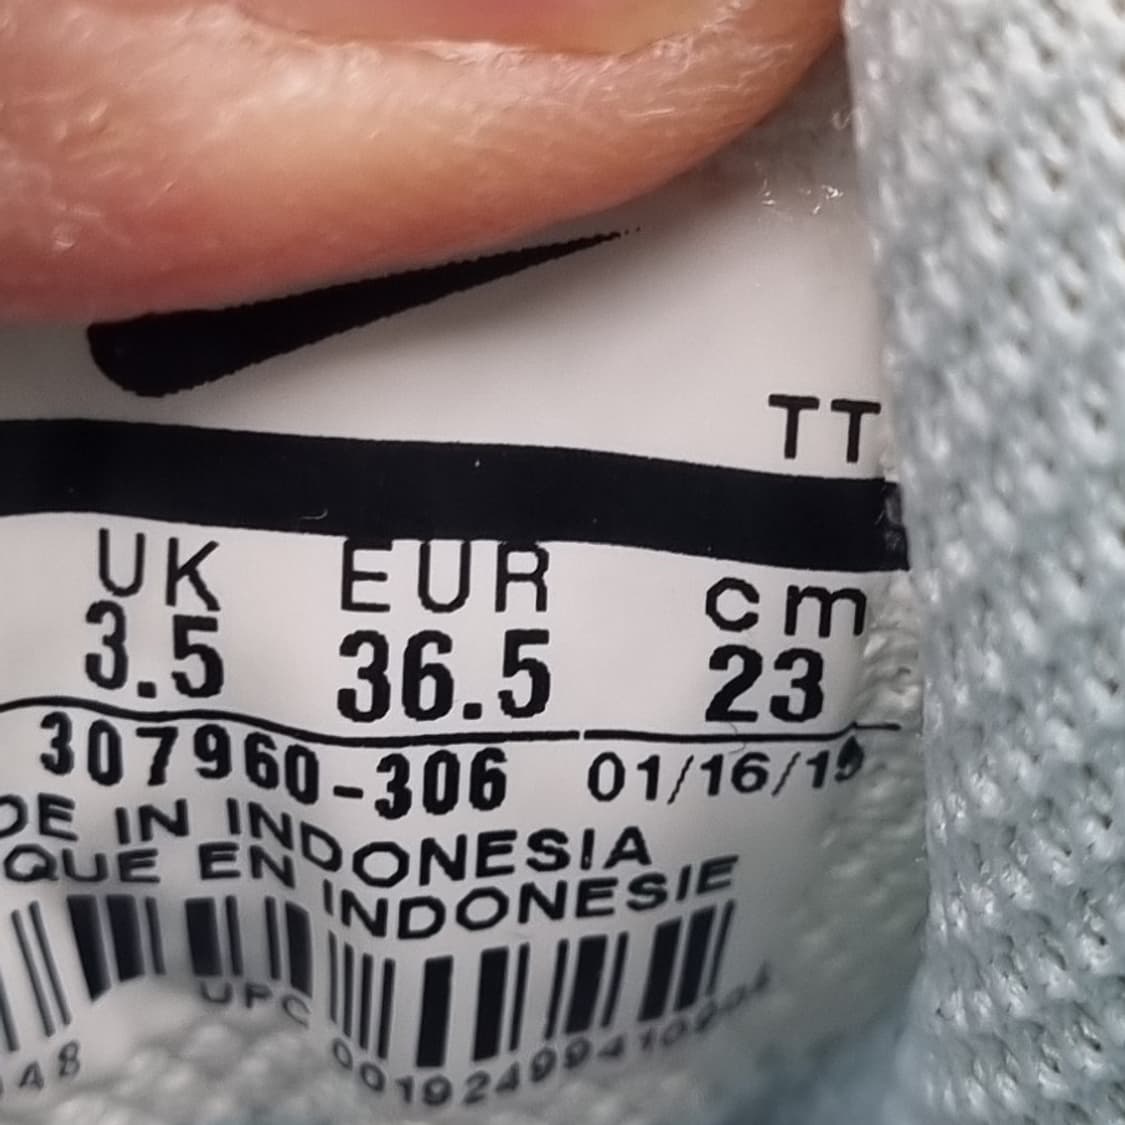 TT
UK EUR cm
3.5 36.5 23
307960-306 01/16/19
DE IN INDONESIA
QUE EN INDONESIE
UPC
48